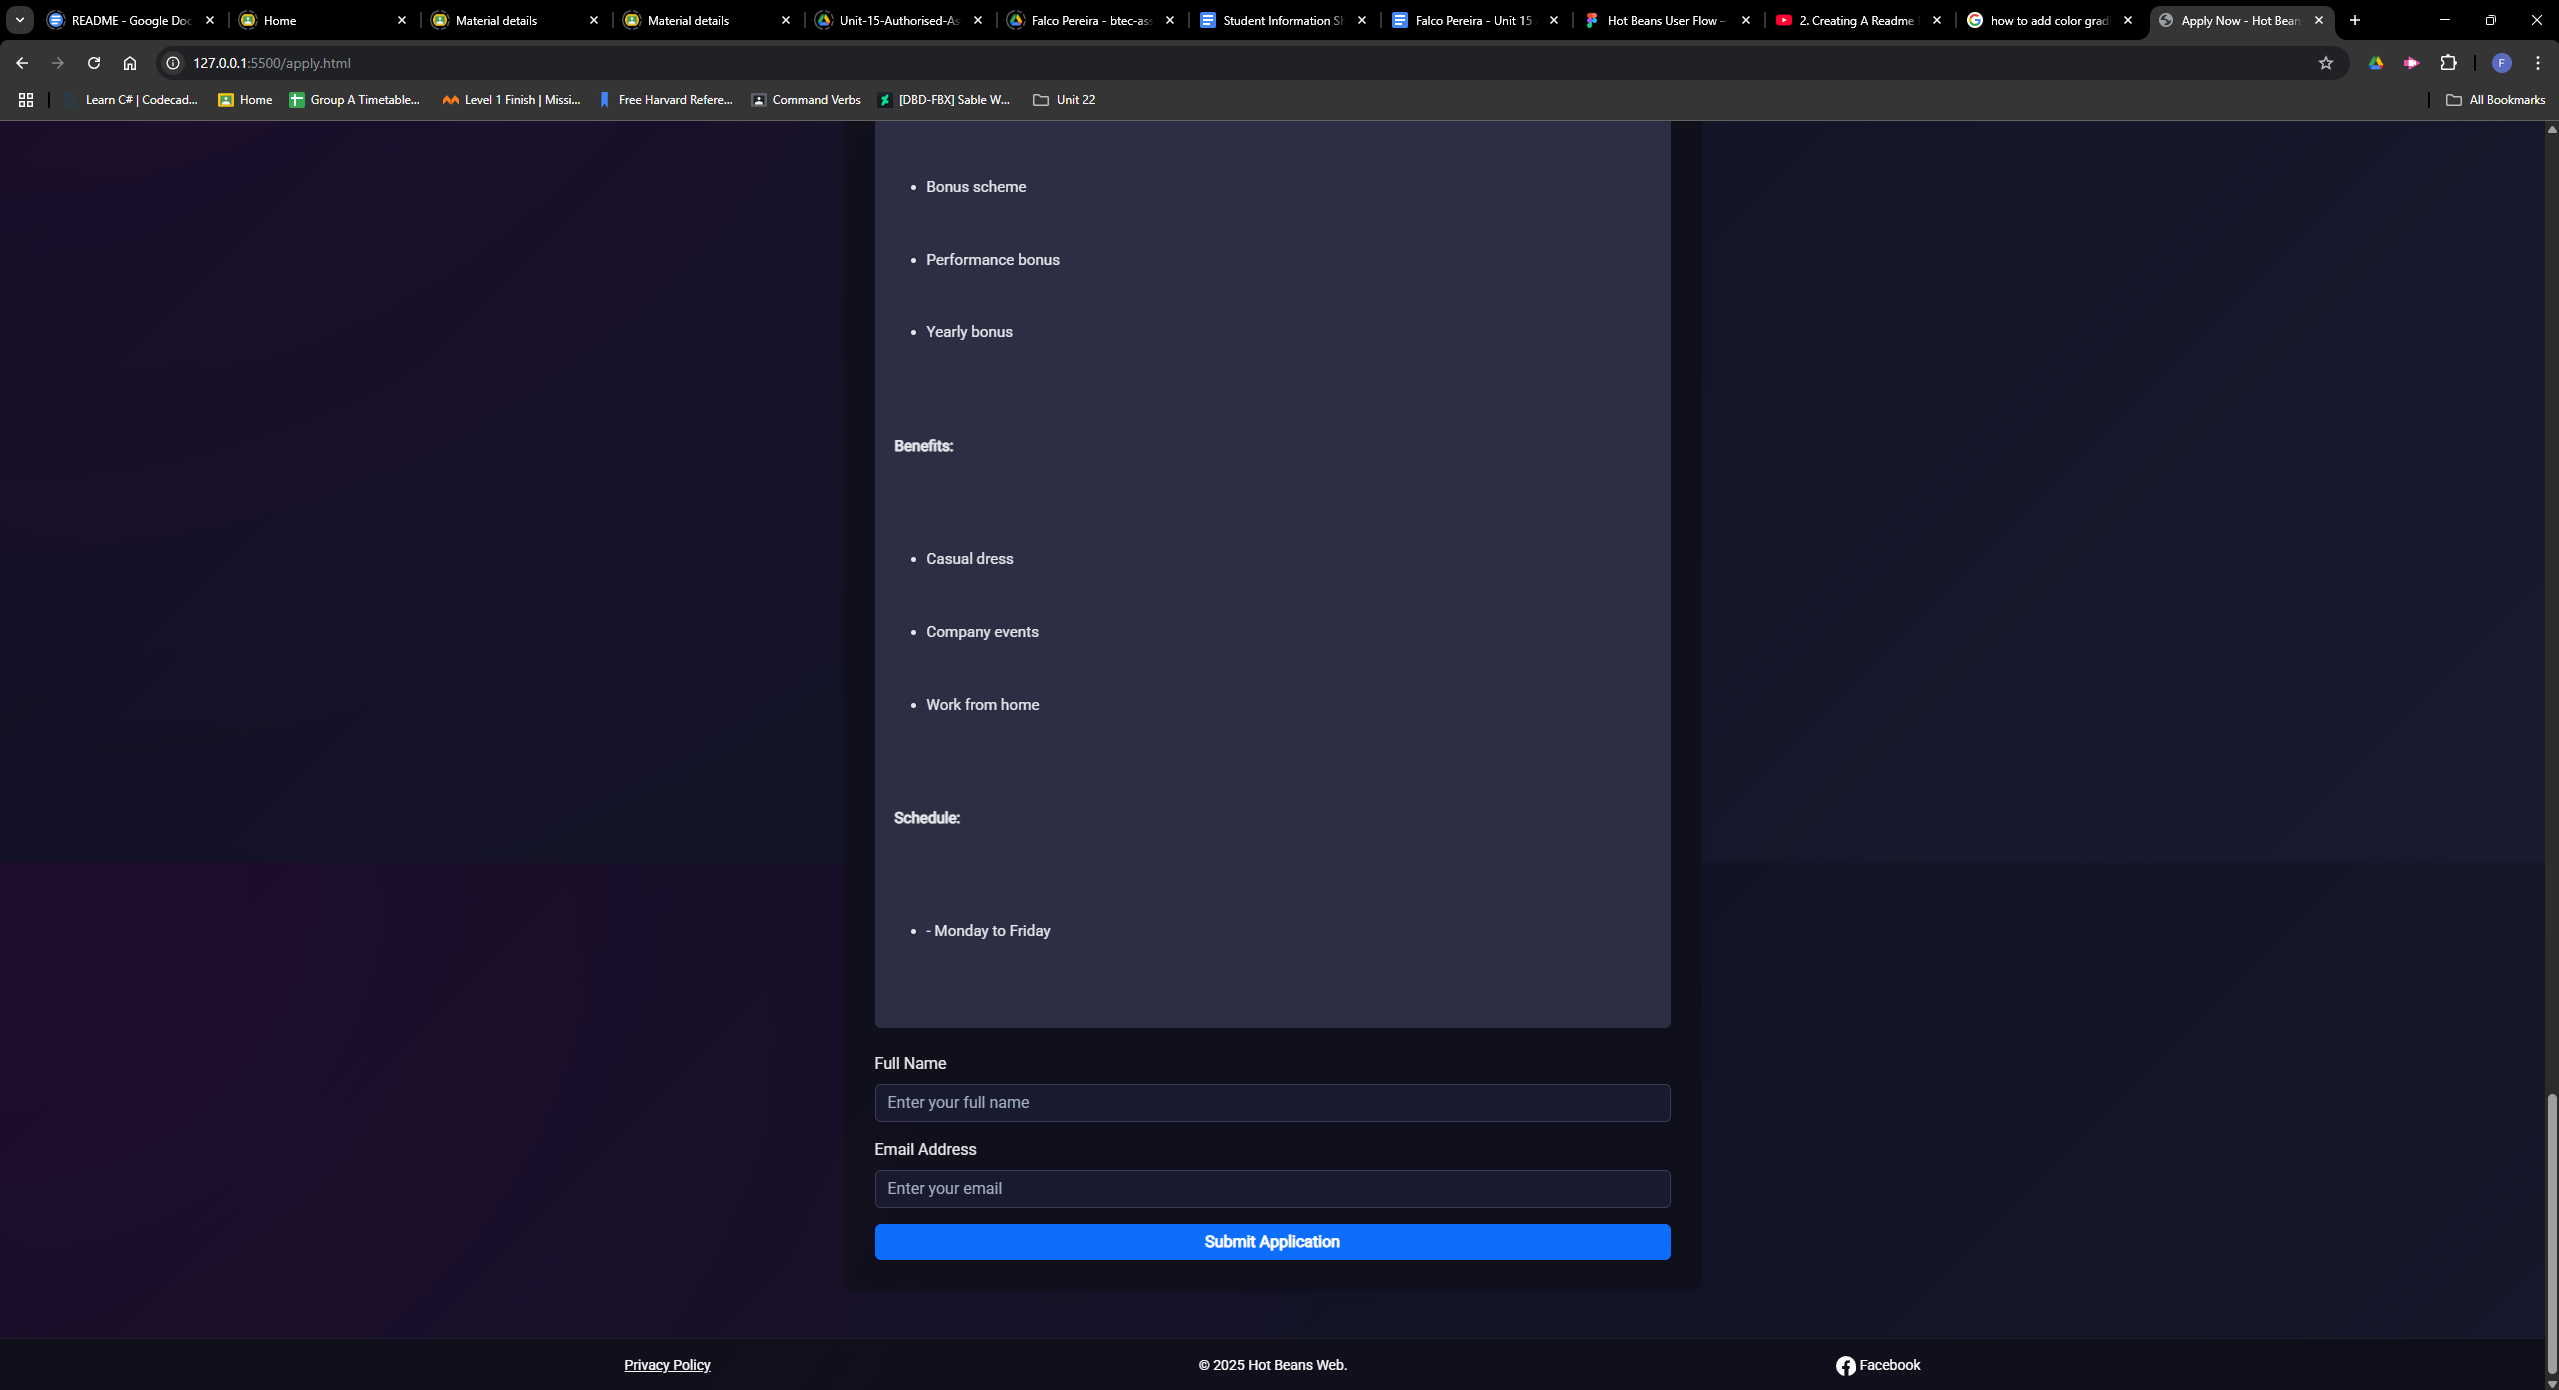 README - Google Doc
Home
Material details
Material details
Unit-15-Authorised-As
Falco Pereira - btec-ass
Student Information Sh
Falco Pereira - Unit 15
Hot Beans User Flow –
2. Creating A Readme
how to add color gradi
Apply Now - Hot Bean
127.0.0.1:5500/apply.html
F
Learn C# | Codecad...
Home
Group A Timetable...
Level 1 Finish | Missi...
Free Harvard Refere...
Command Verbs
[DBD-FBX] Sable W...
Unit 22
All Bookmarks
• Bonus scheme
• Performance bonus
• Yearly bonus
Benefits:
• Casual dress
• Company events
• Work from home
Schedule:
• - Monday to Friday
Full Name
Enter your full name
Email Address
Enter your email
Submit Application
Privacy Policy
© 2025 Hot Beans Web.
Facebook